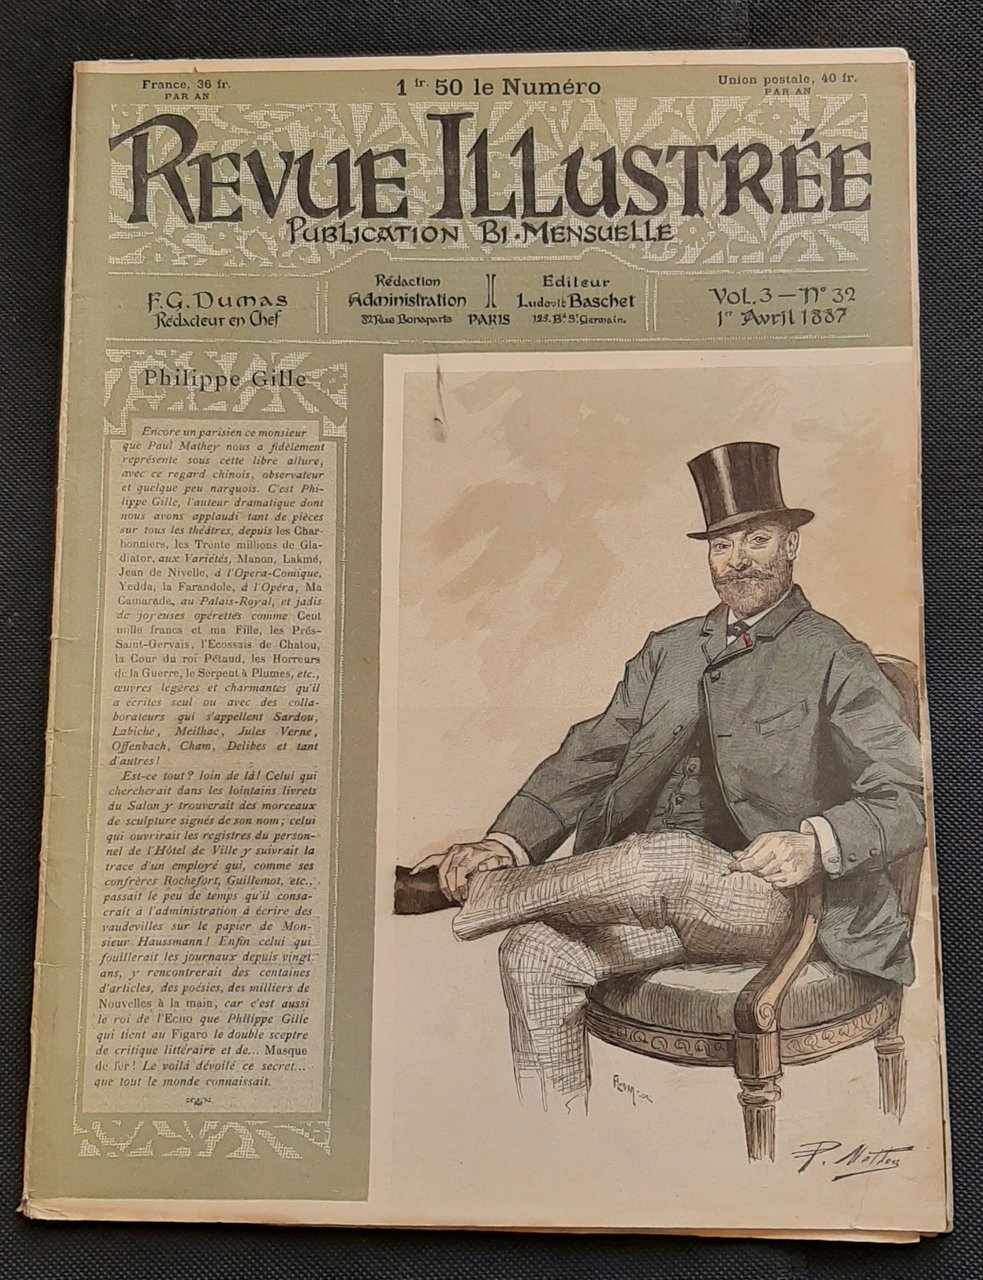 France, 36 fr.
PAR AN
1 fr. 50 le Numéro
Union postale, 40 fr.
PAR AN
REVUE ILLUSTRÉE
PUBLICATION BI-MENSUELLE
F.G. Dumas
Rédacteur en Chef
Rédaction
Administration
82 Rue Bonaparte
Editeur
Ludovic Baschet
125. Bd St Germain.
PARIS
Vol. 3 — No 32
1er Avril 1887
Philippe Gille
Encore un parisien ce monsieur
que Paul Mathey nous a fidèlement
représenté sous cette libre allure,
avec ce regard chinois, observateur
et quelque peu narquois. C'est Phi-
lippe Gille, l'auteur dramatique dont
nous avons applaudi tant de pièces
sur tous les théâtres, depuis les Char-
bonniers, les Trente millions de Gla-
diator, aux Variétés, Manon, Lakmé,
Jean de Nivelle, à l'Opera-Comique,
Yedda, la Farandole, à l'Opéra, Ma
Camarade, au Palais-Royal, et jadis
de joyeuses opérettes comme Cent
mille francs et ma Fille, les Prés-
Saint-Gervais, l'Ecossais de Chatou,
la Cour du roi Pétaud, les Horreurs
de la Guerre, le Serpent à Plumes, etc.,
œuvres legères et charmantes qu'il
a écrites seul ou avec des colla-
borateurs qui s'appellent Sardou,
Labiche, Meilhac, Jules Verne,
Offenbach, Cham, Delibes et tant
d'autres!
Est-ce tout? loin de là! Celui qui
chercherait dans les lointains livrets
du Salon y trouverait des morceaux
de sculpture signés de son nom; celui
qui ouvrirait les registres du person-
nel de l'Hôtel de Ville y suivrait la
trace d'un employé qui, comme ses
confrères Rochefort, Guillemot, etc.,
passait le peu de temps qu'il consa-
crait à l'administration à écrire des
vaudevilles sur le papier de Mon-
sieur Haussmann! Enfin celui qui
fouillerait les journaux depuis vingt
ans, y rencontrerait des centaines
d'articles, des poésies, des milliers de
Nouvelles à la main, car c'est aussi
le roi de l'Echo que Philippe Gille
qui tient au Figaro le double sceptre
de critique littéraire et de... Masque
de fer! Le voilà dévoilé ce secret...
que tout le monde connaissait.
P. Mathey